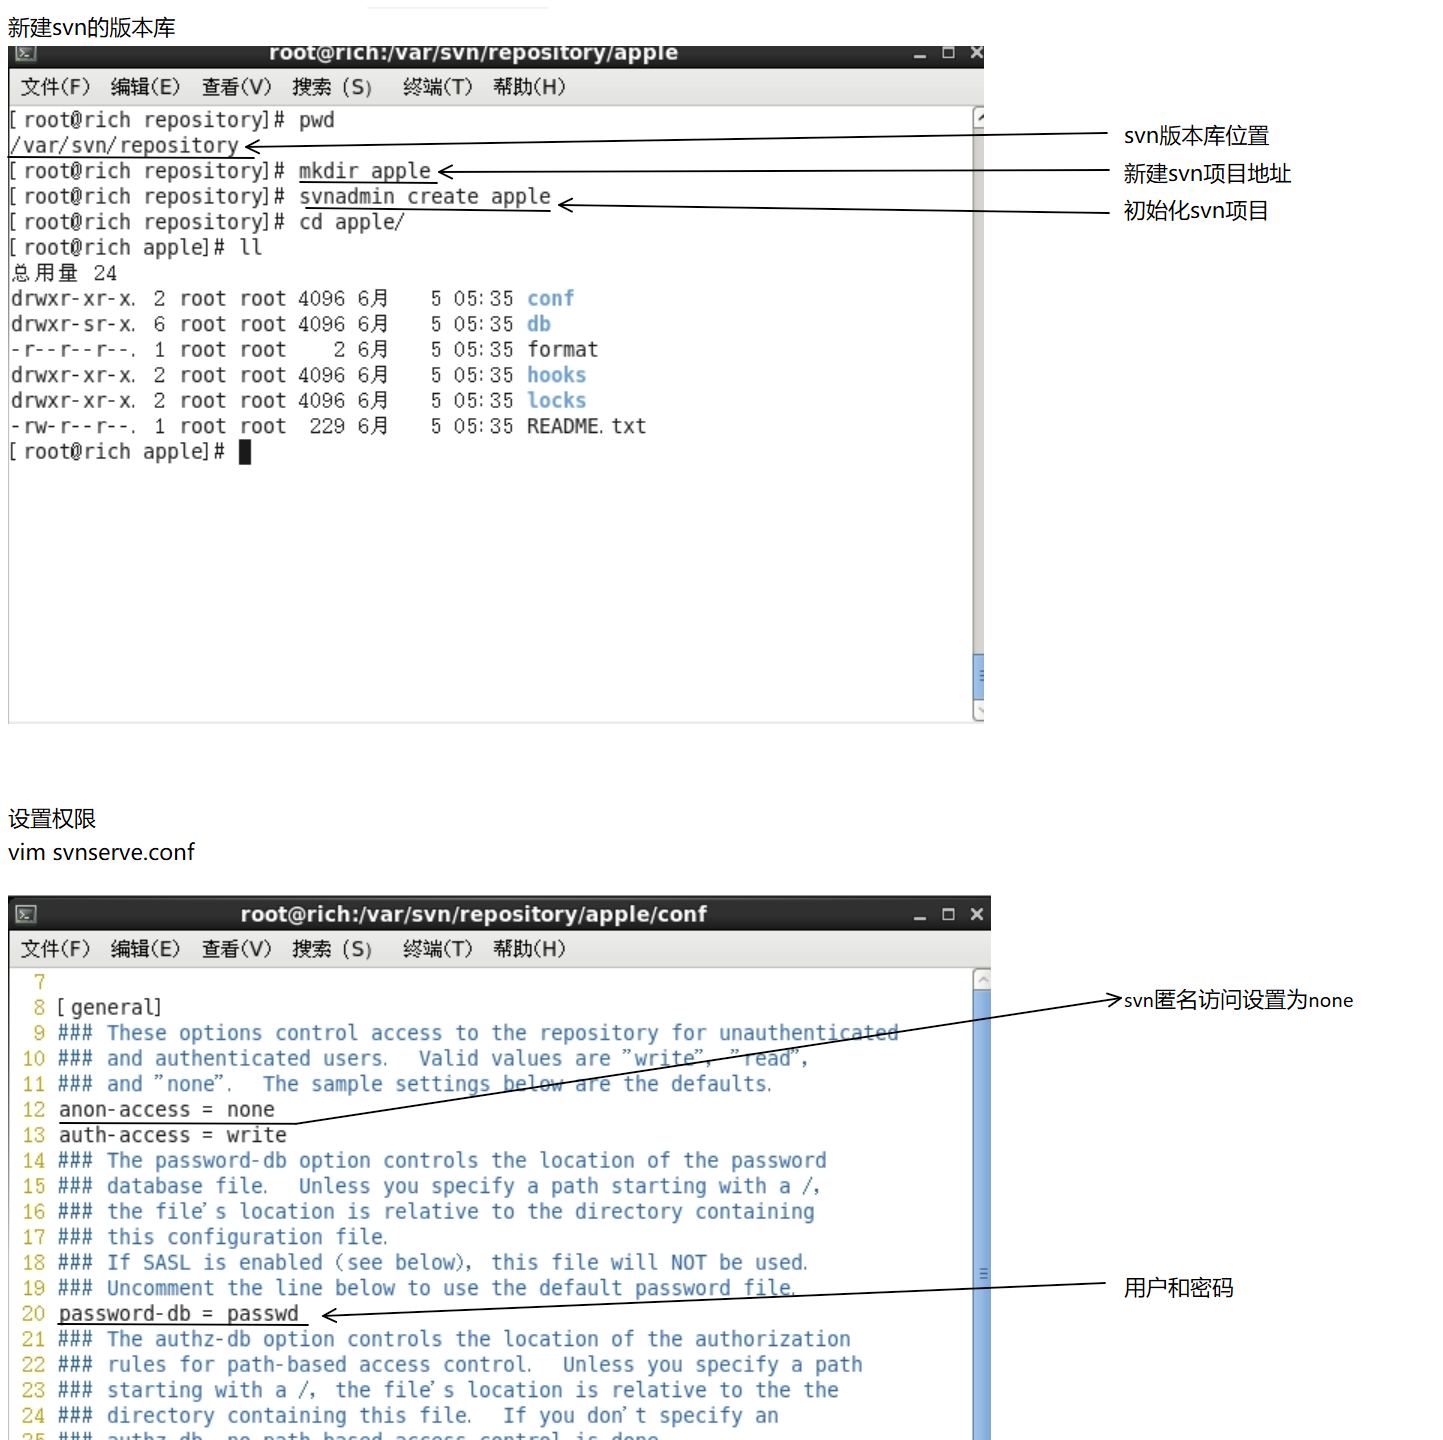 新建svn的版本库
root@rich:/var/svn/repository/apple
文件(F) 编辑(E) 查看(V) 搜索 (S) 终端(T) 帮助(H)
[root@rich repository]# pwd
/var/svn/repository
svn版本库位置
[root@rich repository]# mkdir apple
新建svn项目地址
[root@rich repository]# svnadmin create apple
初始化svn项目
[root@rich repository]# cd apple/
[root@rich apple]# ll
总用量 24
drwxr-xr-x. 2 root root 4096 6月   5 05:35 conf
drwxr-sr-x. 6 root root 4096 6月   5 05:35 db
-r--r--r--. 1 root root    2 6月   5 05:35 format
drwxr-xr-x. 2 root root 4096 6月   5 05:35 hooks
drwxr-xr-x. 2 root root 4096 6月   5 05:35 locks
-rw-r--r--. 1 root root  229 6月   5 05:35 README.txt
[root@rich apple]#
设置权限
vim svnserve.conf
root@rich:/var/svn/repository/apple/conf
文件(F) 编辑(E) 查看(V) 搜索 (S) 终端(T) 帮助(H)
7
8 [general]
svn匿名访问设置为none
9 ### These options control access to the repository for unauthenticated
10 ### and authenticated users.  Valid values are "write", "read",
11 ### and "none".  The sample settings below are the defaults.
12 anon-access = none
13 auth-access = write
14 ### The password-db option controls the location of the password
15 ### database file.  Unless you specify a path starting with a /,
16 ### the file's location is relative to the directory containing
17 ### this configuration file.
18 ### If SASL is enabled (see below), this file will NOT be used.
19 ### Uncomment the line below to use the default password file.
用户和密码
20 password-db = passwd
21 ### The authz-db option controls the location of the authorization
22 ### rules for path-based access control.  Unless you specify a path
23 ### starting with a /, the file's location is relative to the the
24 ### directory containing this file.  If you don't specify an
25 ### authz-db, no path-based access control is done.